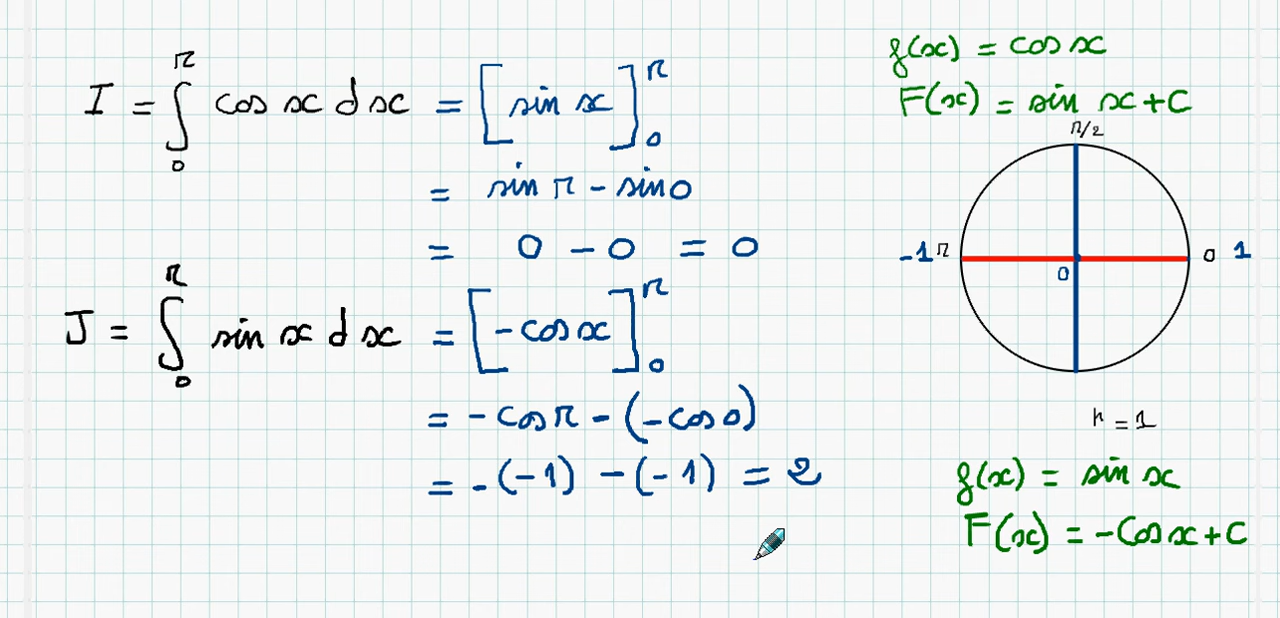 I = ∫₀^π cos x dx = [sin x]₀^π
= sin π - sin 0
= 0 - 0 = 0
J = ∫₀^π sin x dx = [-cos x]₀^π
= -cos π - (-cos 0)
= -(-1) - (-1) = 2
f(x) = cos x
F(x) = sin x + C
π/2
-1 π 0 0 1
r = 1
f(x) = sin x
F(x) = -cos x + C